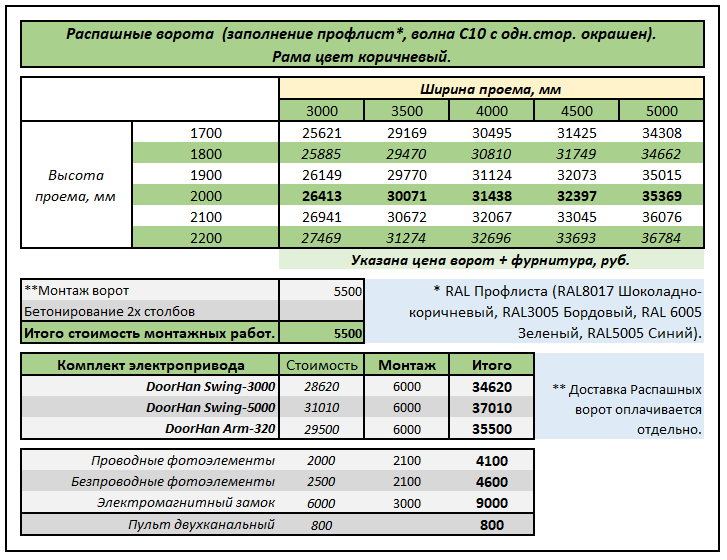 Распашные ворота (заполнение профлист*, волна С10 с одн.стор. окрашен).
Рама цвет коричневый.
Ширина проема, мм
3000 3500 4000 4500 5000
Высота проема, мм
1700 25621 29169 30495 31425 34308
1800 25885 29470 30810 31749 34662
1900 26149 29770 31124 32073 35015
2000 26413 30071 31438 32397 35369
2100 26941 30672 32067 33045 36076
2200 27469 31274 32696 33693 36784
Указана цена ворот + фурнитура, руб.
**Монтаж ворот 5500
Бетонирование 2х столбов
Итого стоимость монтажных работ. 5500
* RAL Профлиста (RAL8017 Шоколадно-
коричневый, RAL3005 Бордовый, RAL 6005
Зеленый, RAL5005 Синий).
Комплект электропривода Стоимость Монтаж Итого
DoorHan Swing-3000 28620 6000 34620
DoorHan Swing-5000 31010 6000 37010
DoorHan Arm-320 29500 6000 35500
** Доставка Распашных
ворот оплачивается
отдельно.
Проводные фотоэлементы 2000 2100 4100
Безпроводные фотоэлементы 2500 2100 4600
Электромагнитный замок 6000 3000 9000
Пульт двухканальный 800 800